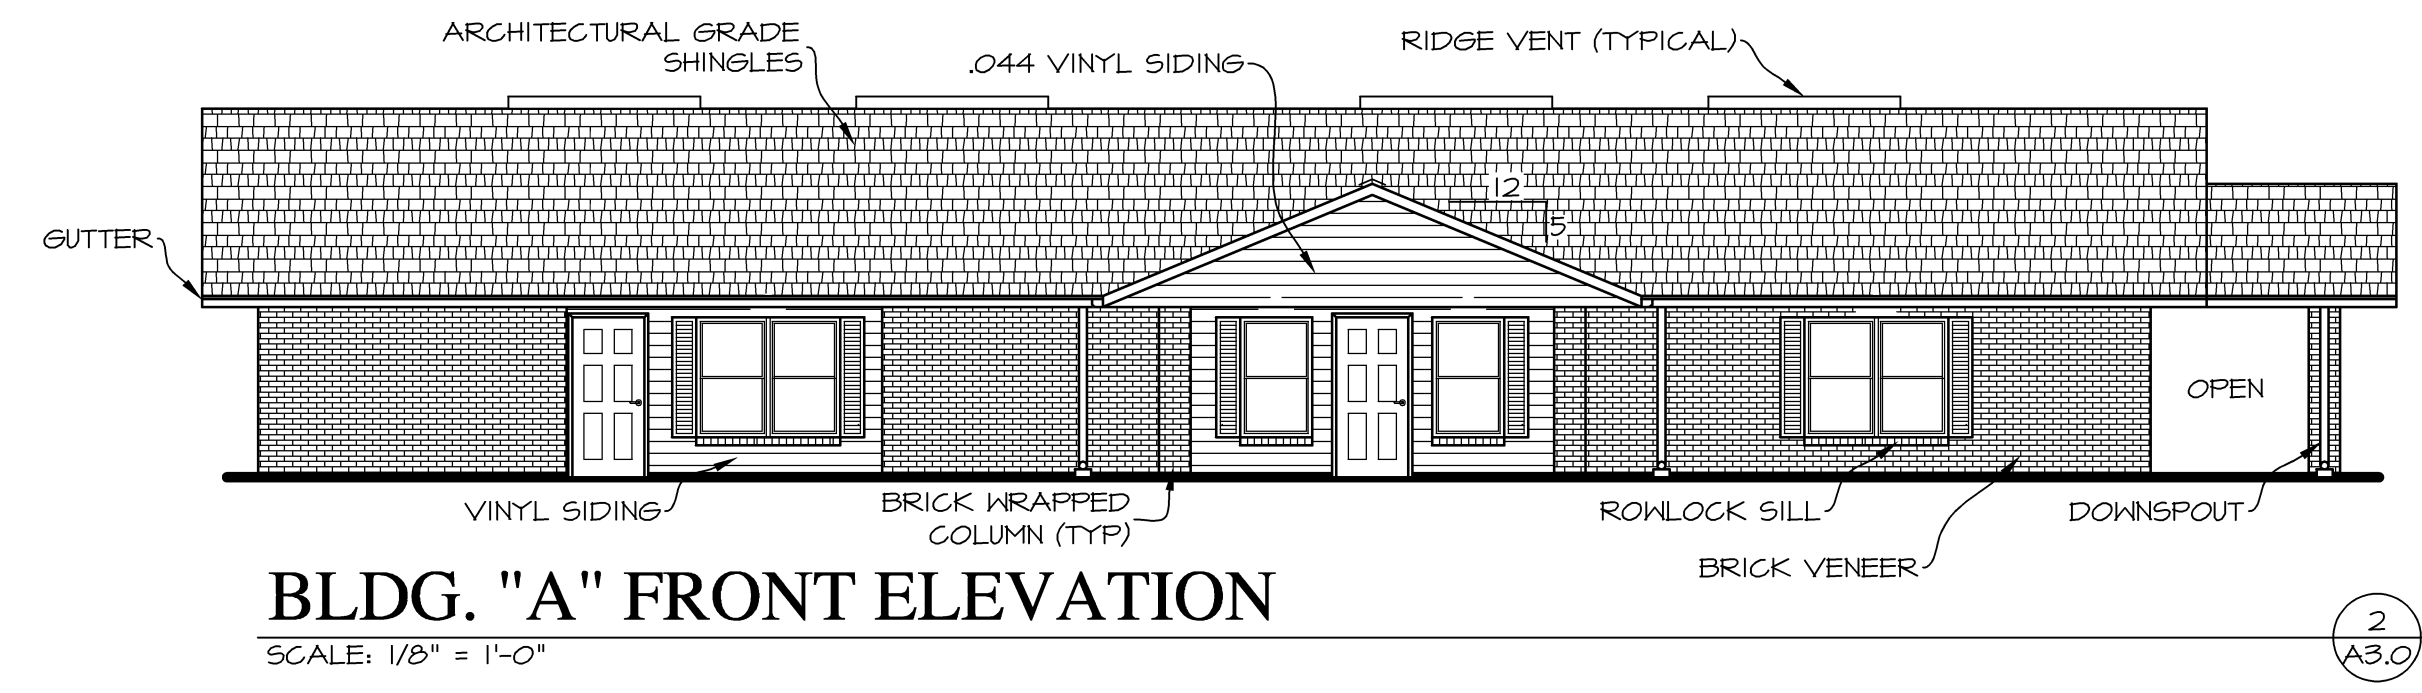 ARCHITECTURAL GRADE
SHINGLES
.044 VINYL SIDING
RIDGE VENT (TYPICAL)
12
5
GUTTER
OPEN
VINYL SIDING
BRICK WRAPPED
COLUMN (TYP)
ROWLOCK SILL
DOWNSPOUT
BRICK VENEER
BLDG. "A" FRONT ELEVATION
SCALE: 1/8" = 1'-0"
2
A3.0